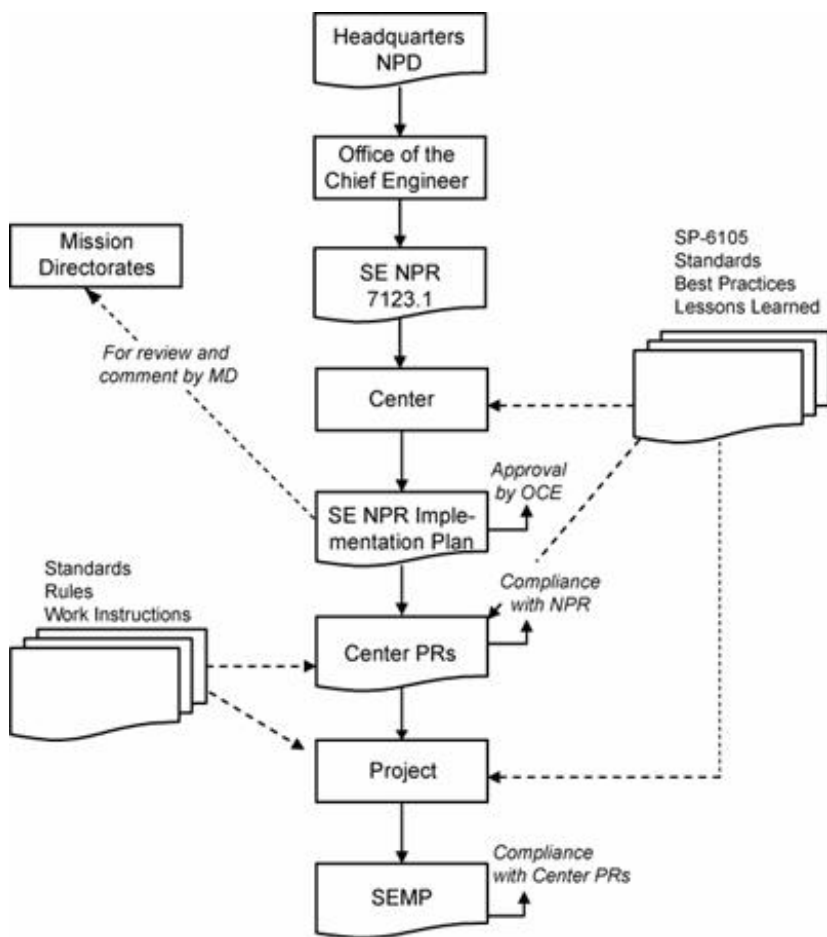 Headquarters
NPD
Office of the
Chief Engineer
Mission
Directorates
SE NPR
7123.1
SP-6105
Standards
Best Practices
Lessons Learned
For review and
comment by MD
Center
Approval
by OCE
SE NPR Imple-
mentation Plan
Standards
Rules
Work Instructions
Compliance
with NPR
Center PRs
Project
Compliance
with Center PRs
SEMP